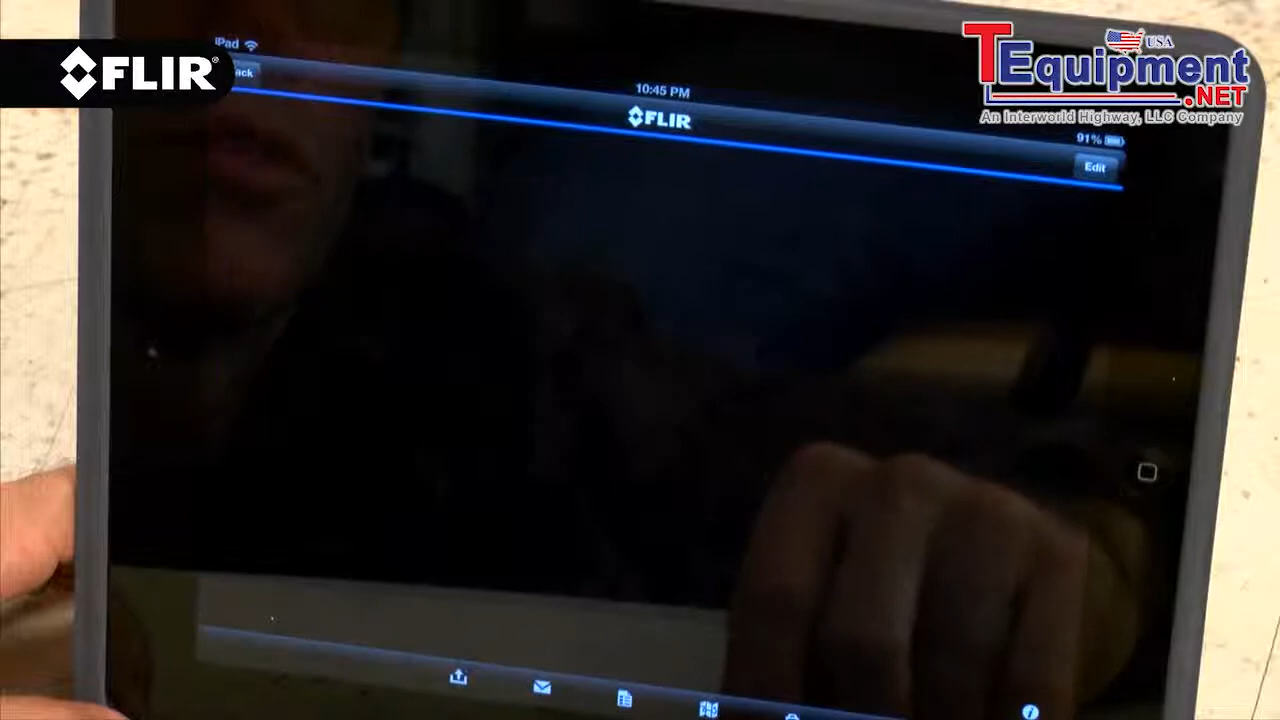 FLIR®
iPad
ack
10:45 PM
FLIR
91%
Edit
TEquipment
.NET
USA
An Interworld Highway, LLC Company